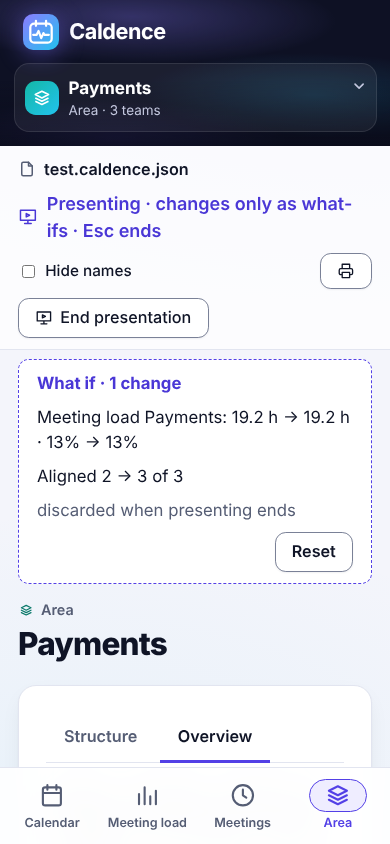 Caldence
Payments
Area · 3 teams
test.caldence.json
Presenting · changes only as what-
ifs · Esc ends
Hide names
End presentation
What if · 1 change
Meeting load Payments: 19.2 h → 19.2 h
· 13% → 13%
Aligned 2 → 3 of 3
discarded when presenting ends
Reset
Area
Payments
Structure
Overview
Calendar
Meeting load
Meetings
Area